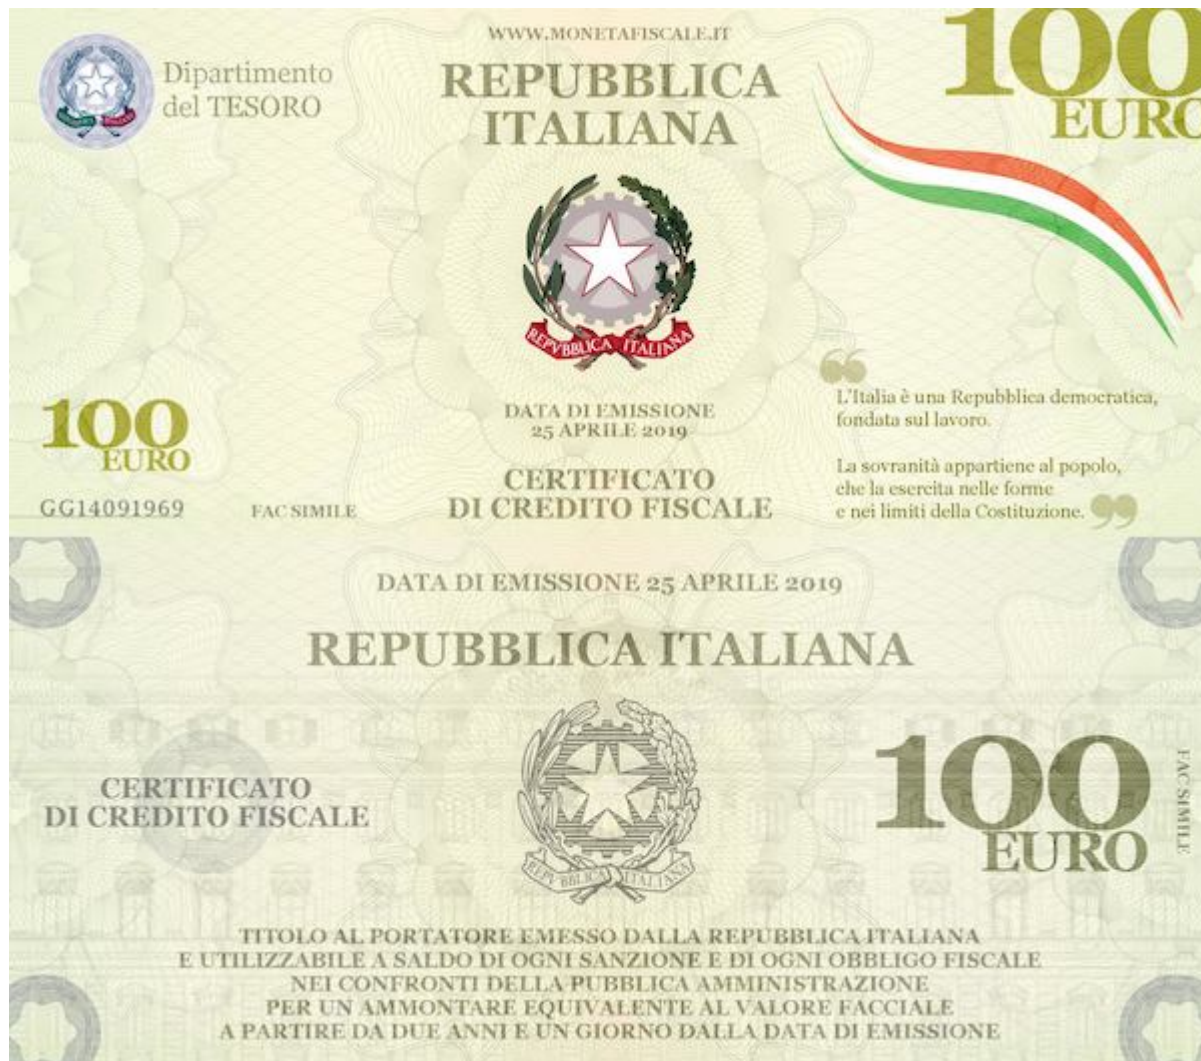 WWW.MONETAFISCALE.IT
Dipartimento
del TESORO
REPUBBLICA
ITALIANA
100
EURO
REPVBBLICA ITALIANA
DATA DI EMISSIONE
25 APRILE 2019
100
EURO
GG14091969
FAC SIMILE
CERTIFICATO
DI CREDITO FISCALE
“
L'Italia è una Repubblica democratica,
fondata sul lavoro.
La sovranità appartiene al popolo,
che la esercita nelle forme
e nei limiti della Costituzione. ”
DATA DI EMISSIONE 25 APRILE 2019
REPUBBLICA ITALIANA
CERTIFICATO
DI CREDITO FISCALE
REPVBBLICA ITALIANA
100
EURO
FAC SIMILE
TITOLO AL PORTATORE EMESSO DALLA REPUBBLICA ITALIANA
E UTILIZZABILE A SALDO DI OGNI SANZIONE E DI OGNI OBBLIGO FISCALE
NEI CONFRONTI DELLA PUBBLICA AMMINISTRAZIONE
PER UN AMMONTARE EQUIVALENTE AL VALORE FACCIALE
A PARTIRE DA DUE ANNI E UN GIORNO DALLA DATA DI EMISSIONE